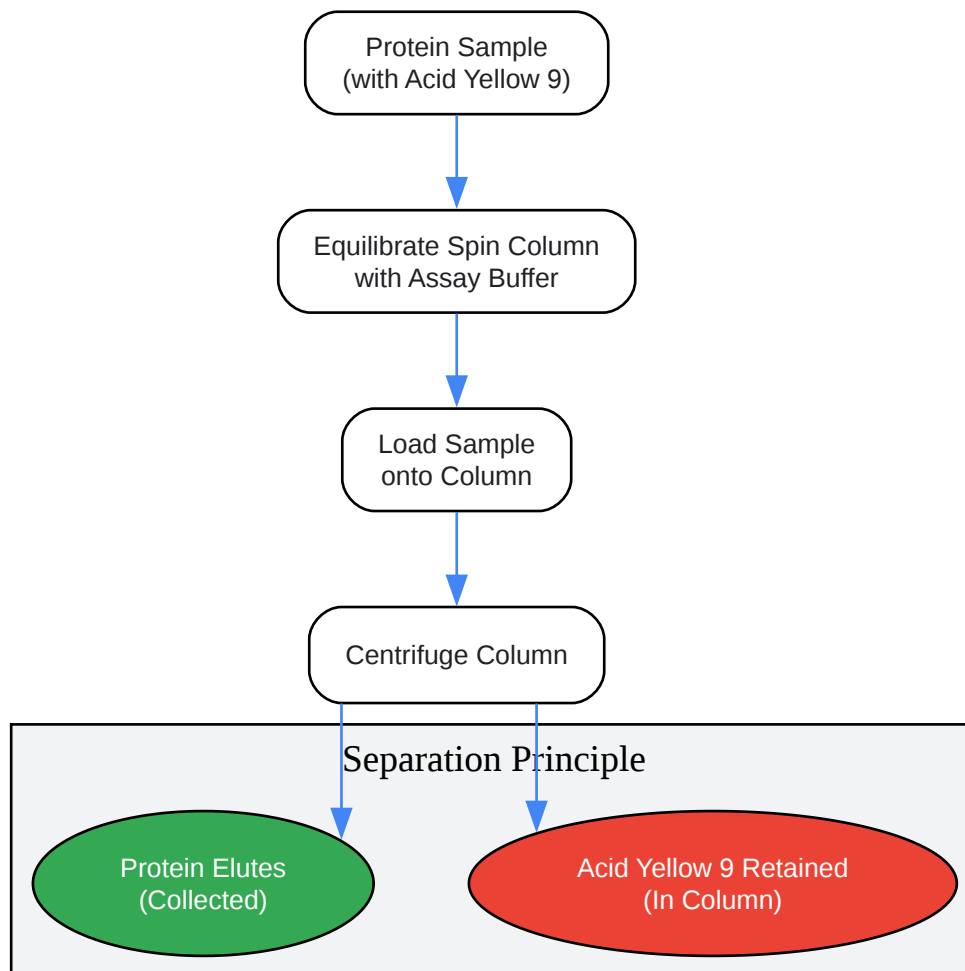 Protein Sample
(with Acid Yellow 9)
Equilibrate Spin Column
with Assay Buffer
Load Sample
onto Column
Centrifuge Column
Separation Principle
Protein Elutes
(Collected)
Acid Yellow 9 Retained
(In Column)